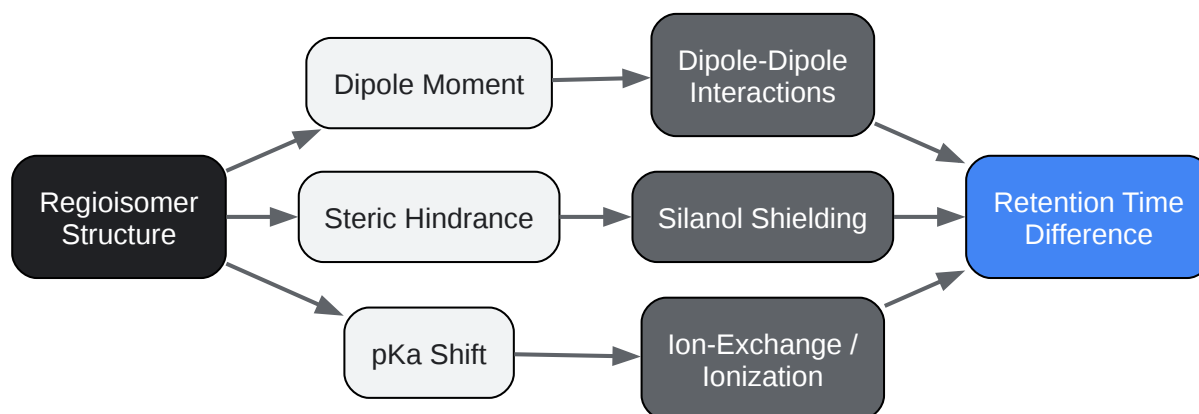 Regioisomer
Structure
Dipole Moment
Dipole-Dipole
Interactions
Steric Hindrance
Silanol Shielding
pKa Shift
Ion-Exchange /
Ionization
Retention Time
Difference